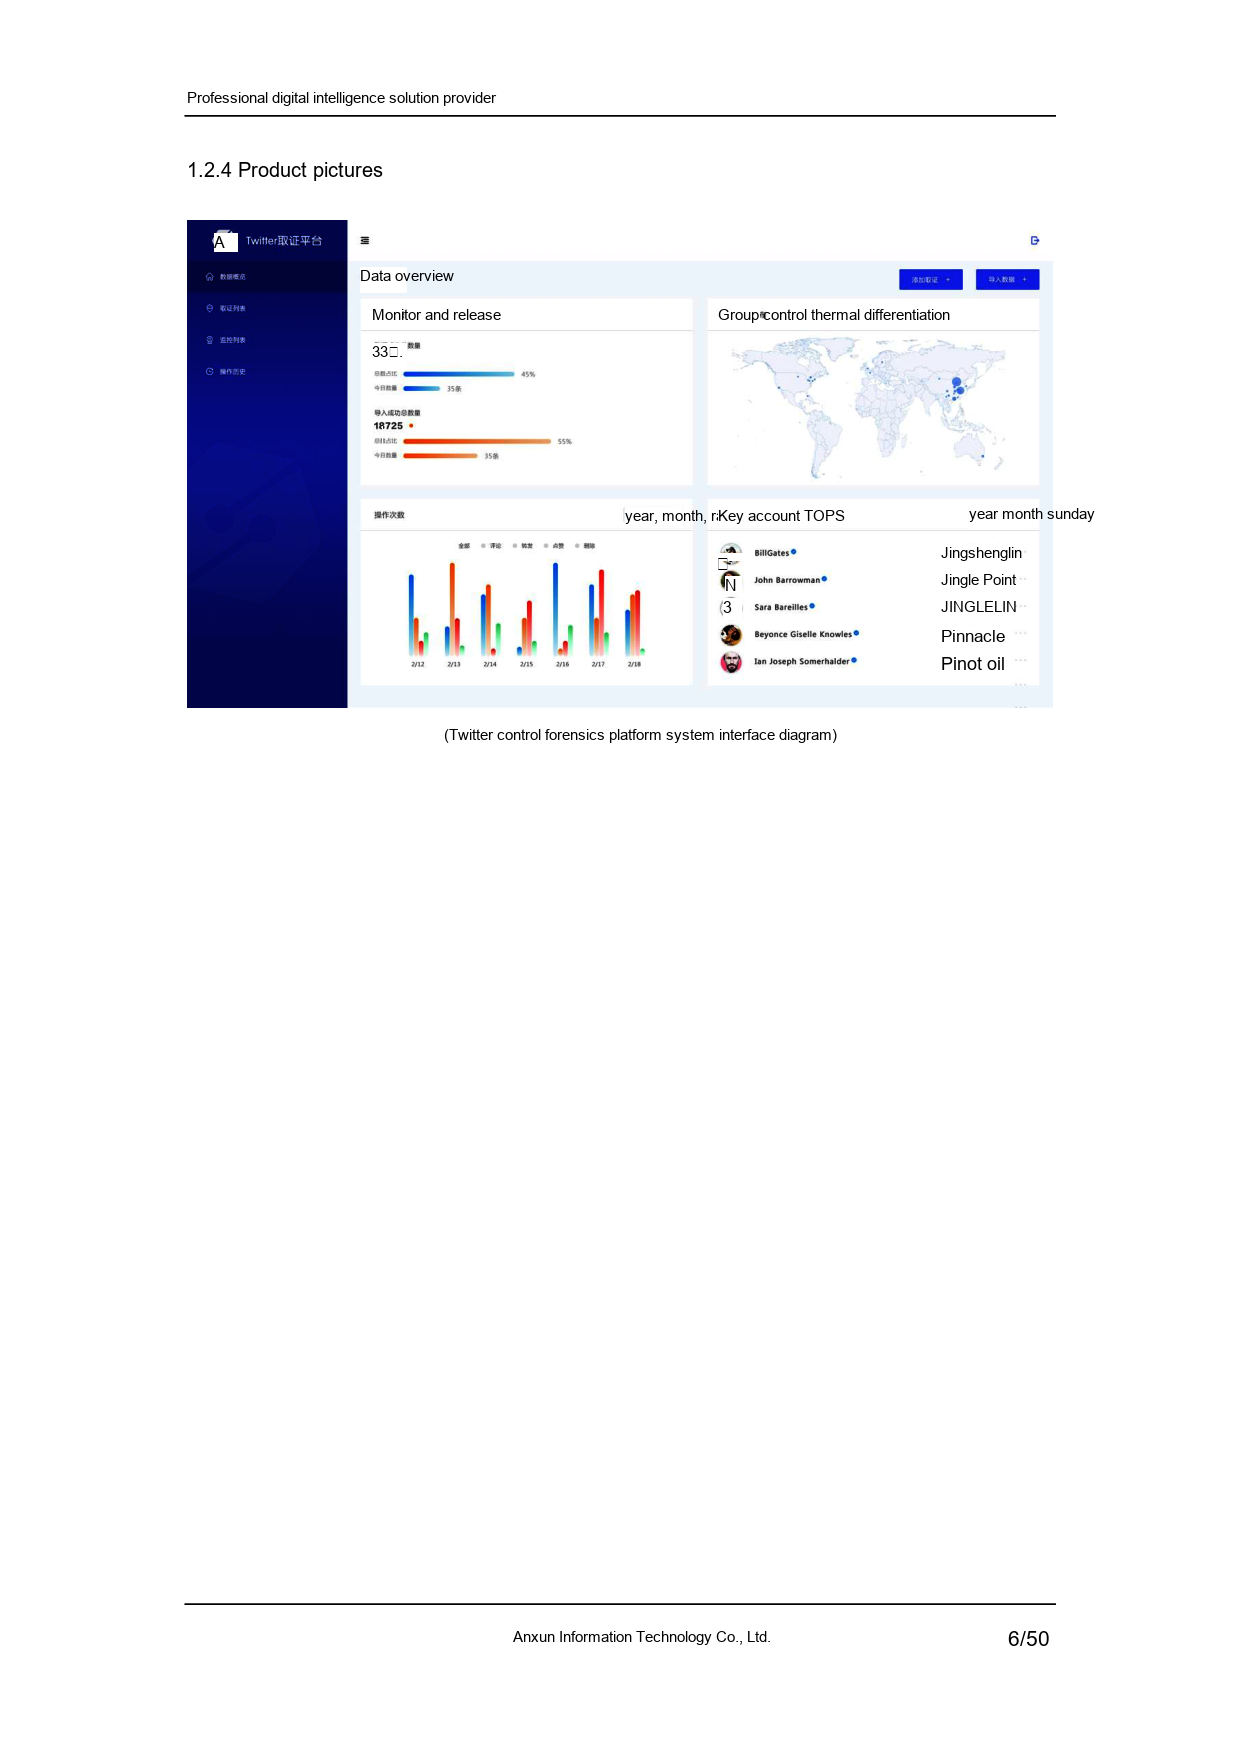 Professional digital intelligence solution provider
1.2.4 Product pictures
A Twitter取证平台
数据概览
取证列表
监控列表
操作历史
Data overview
添加取证 +
导入数据 +
Monitor and release
数量
33□.
总数占比 45%
今日数量 35条
导入成功总数量
18725
总数占比 55%
今日数量 35条
Group control thermal differentiation
操作次数
year, month, ra
全部 评论 转发 点赞 删除
2/12 2/13 2/14 2/15 2/16 2/17 2/18
Key account TOPS
year month sunday
BillGates Jingshenglin
John Barrowman Jingle Point
N
Sara Bareilles JINGLELIN
3
Beyonce Giselle Knowles Pinnacle
Ian Joseph Somerhalder Pinot oil
(Twitter control forensics platform system interface diagram)
Anxun Information Technology Co., Ltd.
6/50